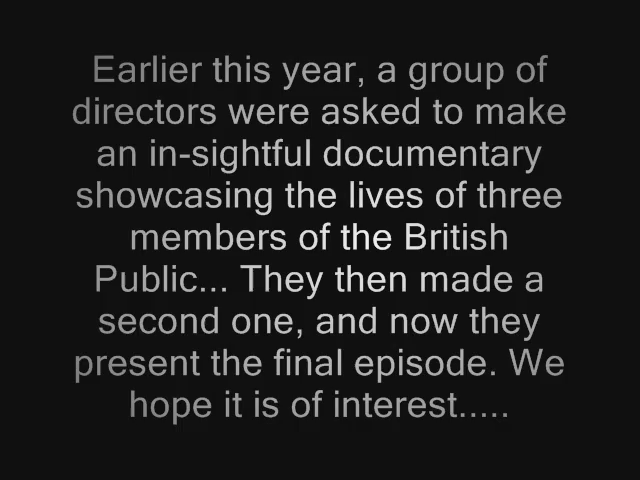 Earlier this year, a group of
directors were asked to make
an in-sightful documentary
showcasing the lives of three
members of the British
Public... They then made a
second one, and now they
present the final episode. We
hope it is of interest.....